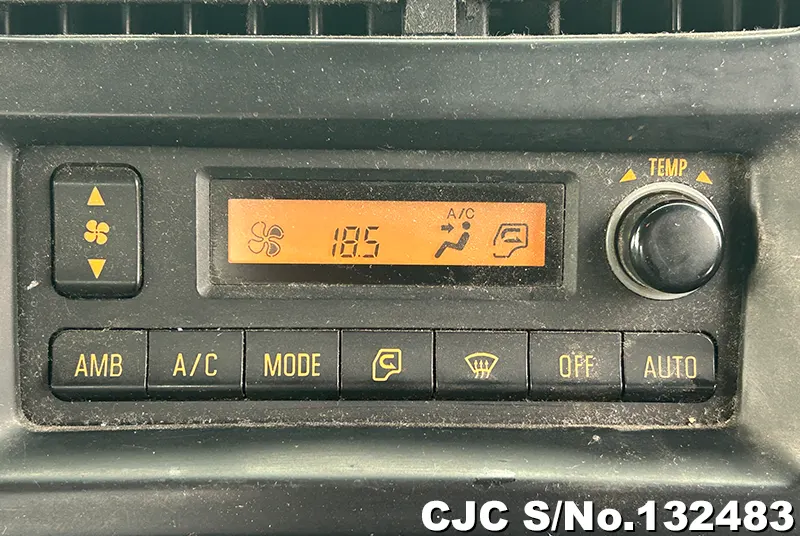 TEMP
A/C
18.5
AMB A/C MODE OFF AUTO
CJC S/No.132483